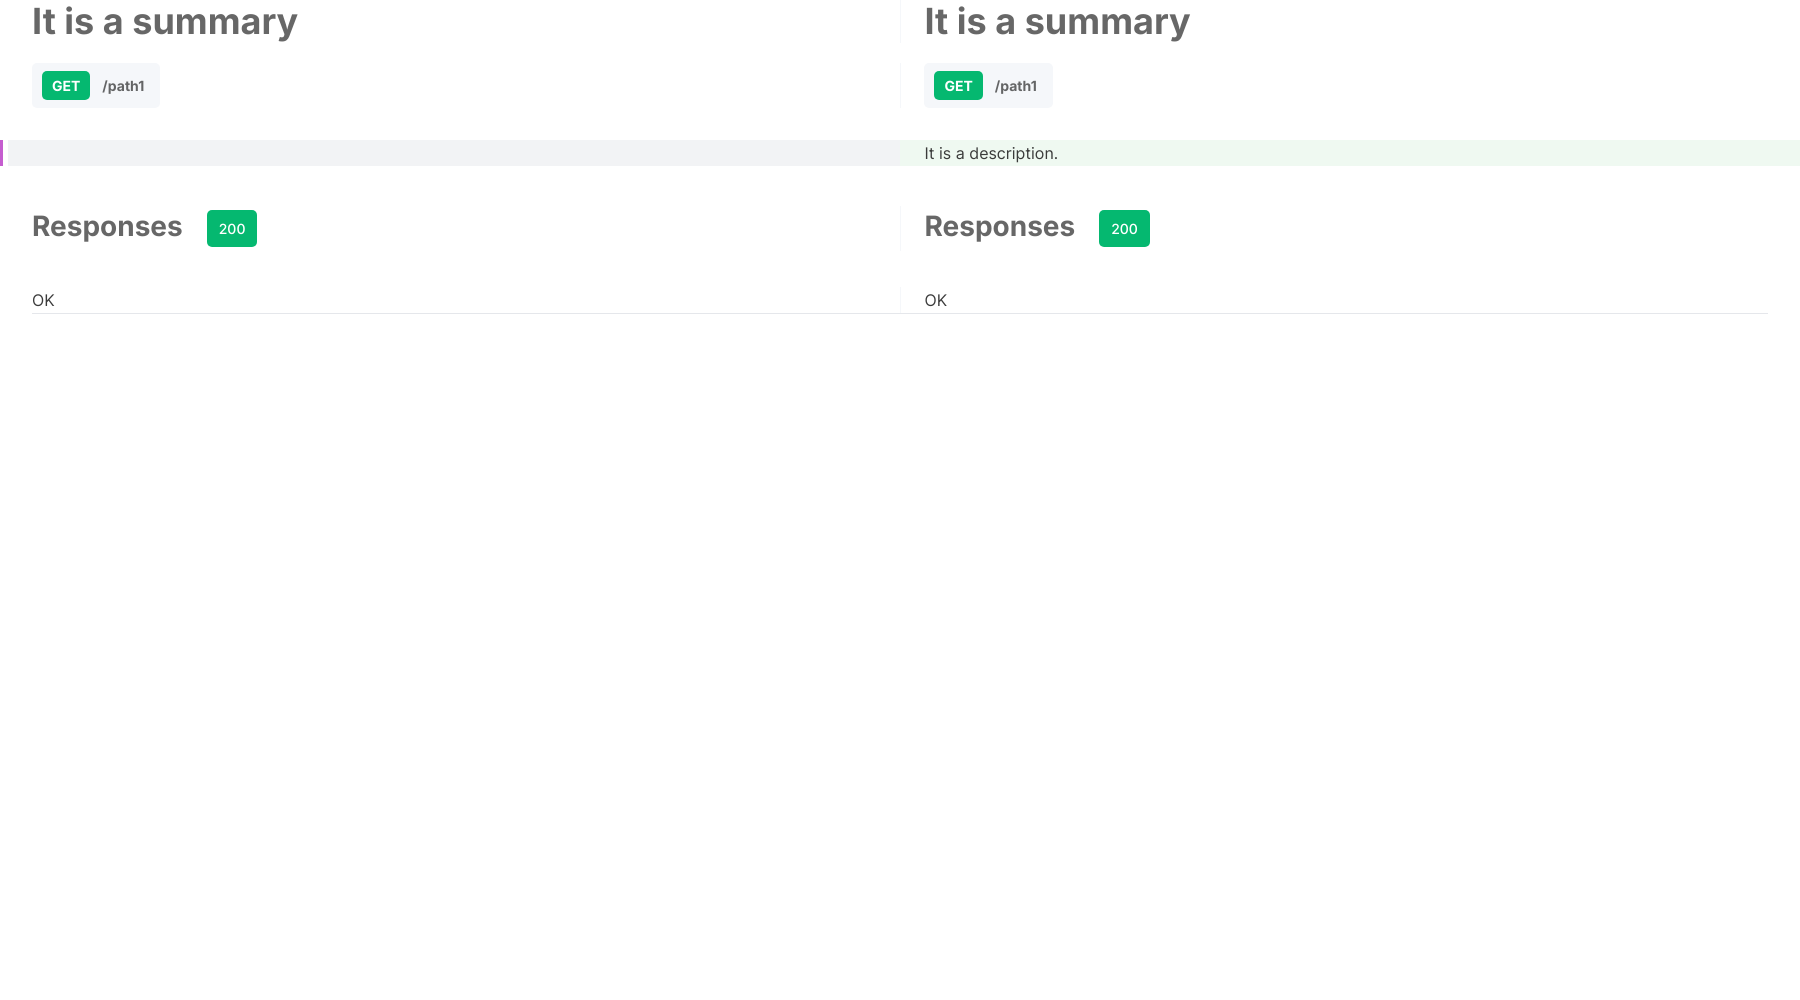 It is a summary
GET /path1
Responses 200
OK
It is a summary
GET /path1
It is a description.
Responses 200
OK